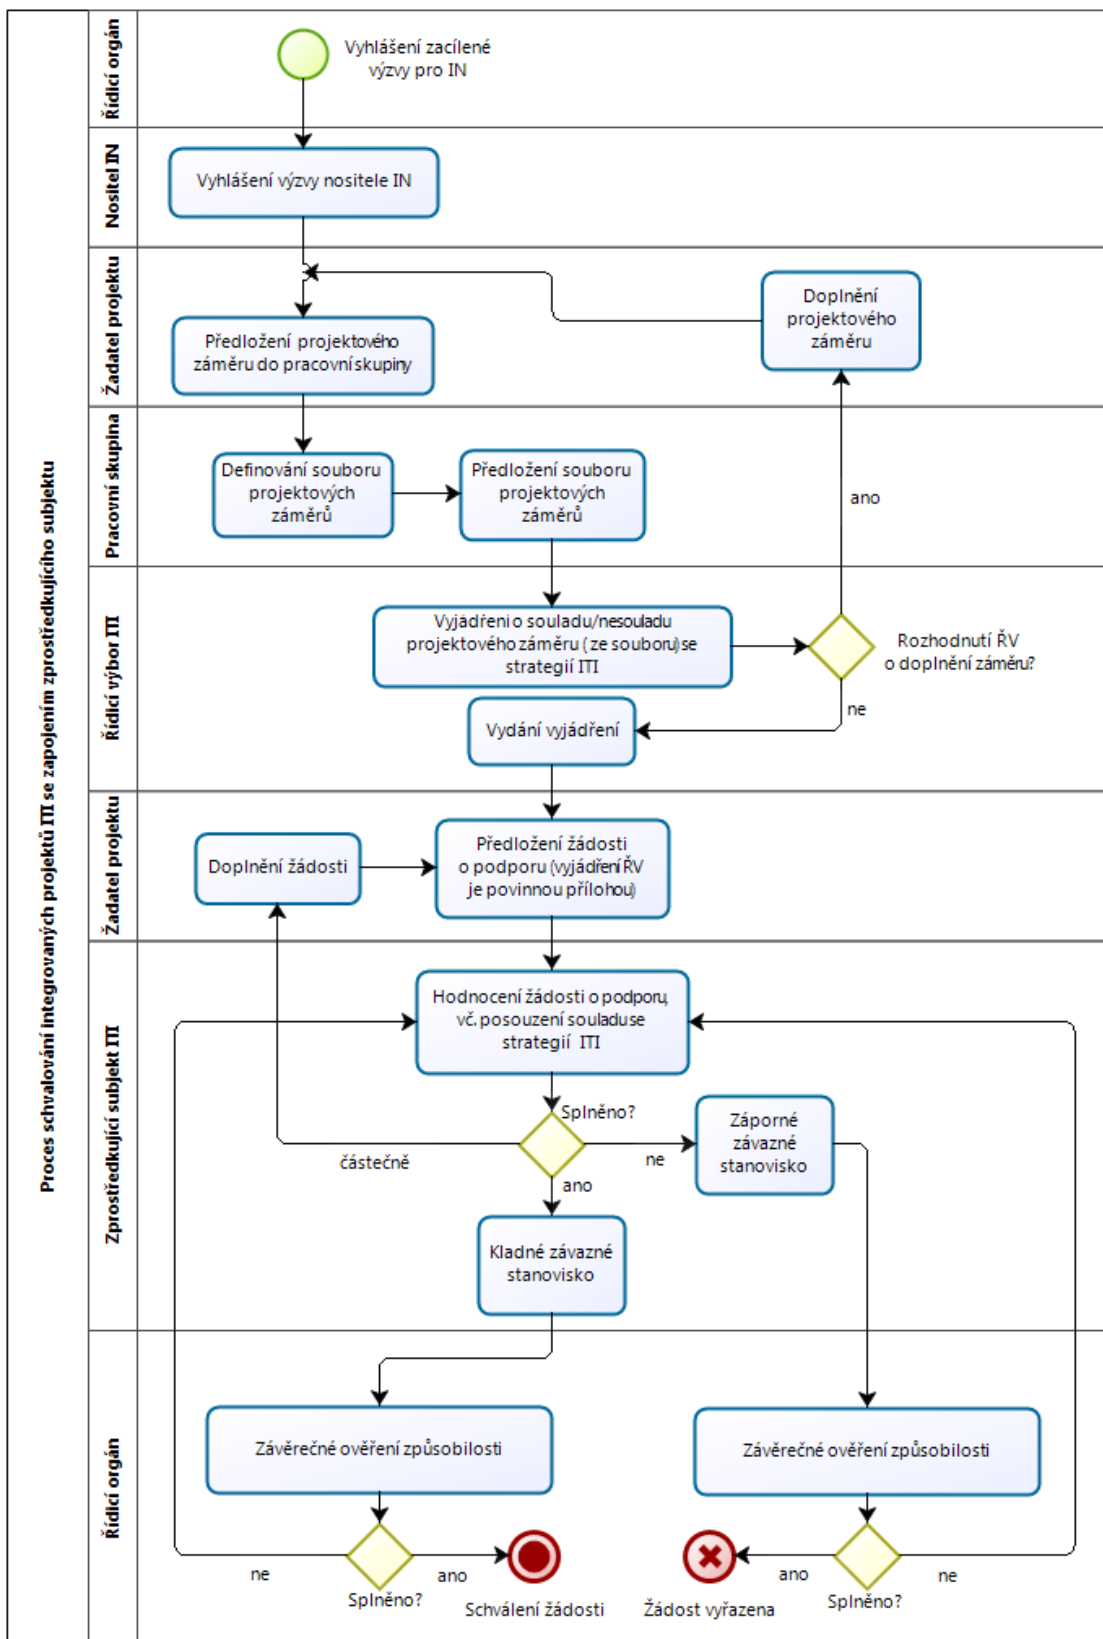 Proces schvalování integrovaných projektů ITI se zapojením zprostředkujícího subjektu
Řídicí orgán
Vyhlášení zacílené
výzvy pro IN
Nositel IN
Vyhlášení výzvy nositele IN
Žadatel projektu
Předložení projektového
záměru do pracovní skupiny
Doplnění
projektového
záměru
Pracovní skupina
Definování souboru
projektových
záměrů
Předložení souboru
projektových
záměrů
ano
Řídicí výbor ITI
Vyjádření o souladu/nesouladu
projektového záměru (ze souboru) se
strategií ITI
Rozhodnutí ŘV
o doplnění záměru?
ne
Vydání vyjádření
Žadatel projektu
Doplnění žádosti
Předložení žádosti
o podporu (vyjádření ŘV
je povinnou přílohou)
Zprostředkující subjekt ITI
Hodnocení žádosti o podporu,
vč. posouzení souladu se
strategií ITI
Splněno?
částečně
ne
ano
Záporné
závazné
stanovisko
Kladné závazné
stanovisko
Řídicí orgán
Závěrečné ověření způsobilosti
Závěrečné ověření způsobilosti
ne
ano
Splněno?
Schválení žádosti
Žádost vyřazena
ano
ne
Splněno?